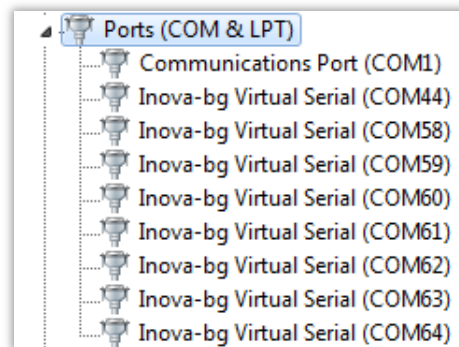 Ports (COM & LPT)
Communications Port (COM1)
Inova-bg Virtual Serial (COM44)
Inova-bg Virtual Serial (COM58)
Inova-bg Virtual Serial (COM59)
Inova-bg Virtual Serial (COM60)
Inova-bg Virtual Serial (COM61)
Inova-bg Virtual Serial (COM62)
Inova-bg Virtual Serial (COM63)
Inova-bg Virtual Serial (COM64)